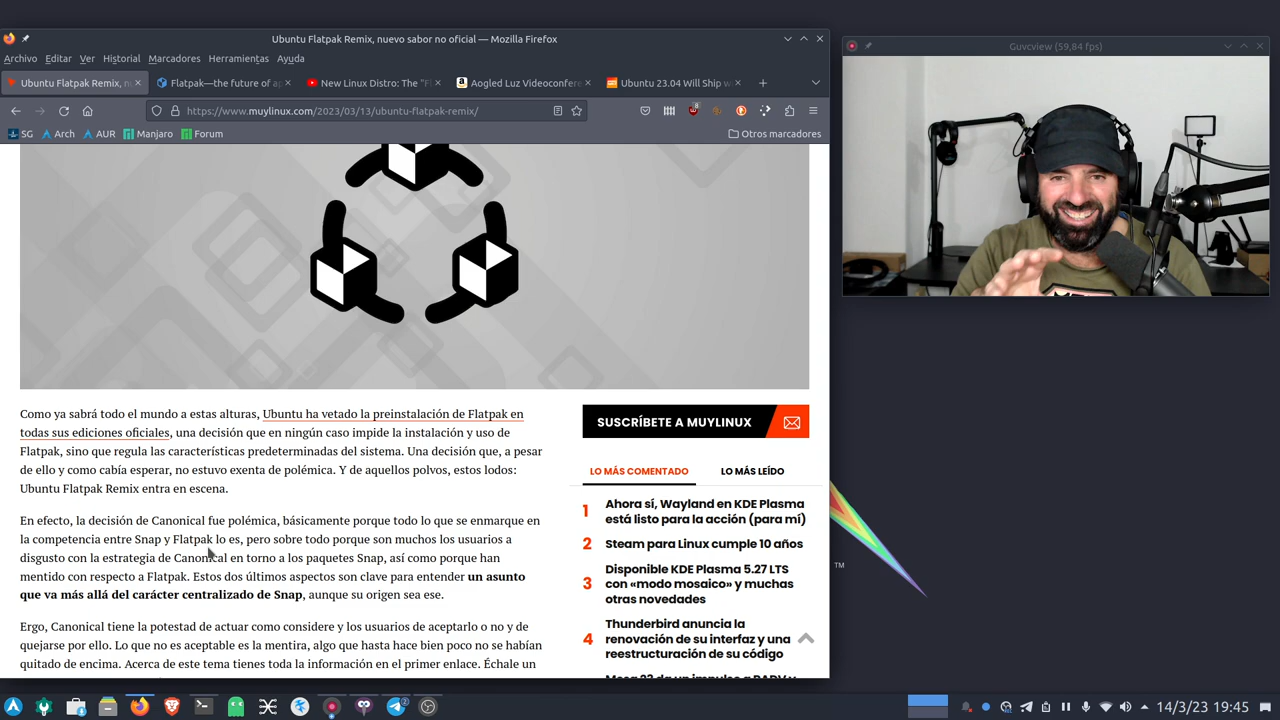 Ubuntu Flatpak Remix, nuevo sabor no oficial — Mozilla Firefox
Archivo Editar Ver Historial Marcadores Herramientas Ayuda
Ubuntu Flatpak Remix, n
Flatpak—the future of a
New Linux Distro: The "Fl
Aogled Luz Videoconfere
Ubuntu 23.04 Will Ship w
https://www.muylinux.com/2023/03/13/ubuntu-flatpak-remix/
8
SG Arch AUR Manjaro Forum
Otros marcadores
Como ya sabrá todo el mundo a estas alturas, Ubuntu ha vetado la preinstalación de Flatpak en
todas sus ediciones oficiales, una decisión que en ningún caso impide la instalación y uso de
Flatpak, sino que regula las características predeterminadas del sistema. Una decisión que, a pesar
de ello y como cabía esperar, no estuvo exenta de polémica. Y de aquellos polvos, estos lodos:
Ubuntu Flatpak Remix entra en escena.
En efecto, la decisión de Canonical fue polémica, básicamente porque todo lo que se enmarque en
la competencia entre Snap y Flatpak lo es, pero sobre todo porque son muchos los usuarios a
disgusto con la estrategia de Canonical en torno a los paquetes Snap, así como porque han
mentido con respecto a Flatpak. Estos dos últimos aspectos son clave para entender un asunto
que va más allá del carácter centralizado de Snap, aunque su origen sea ese.
Ergo, Canonical tiene la potestad de actuar como considere y los usuarios de aceptarlo o no y de
quejarse por ello. Lo que no es aceptable es la mentira, algo que hasta hace bien poco no se habían
quitado de encima. Acerca de este tema tienes toda la información en el primer enlace. Échale un
SUSCRÍBETE A MUYLINUX
LO MÁS COMENTADO LO MÁS LEÍDO
1 Ahora sí, Wayland en KDE Plasma
está listo para la acción (para mí)
2 Steam para Linux cumple 10 años
3 Disponible KDE Plasma 5.27 LTS
con «modo mosaico» y muchas
otras novedades
4 Thunderbird anuncia la
renovación de su interfaz y una
reestructuración de su código
Guvcview (59,84 fps)
TM
2
14/3/23 19:45